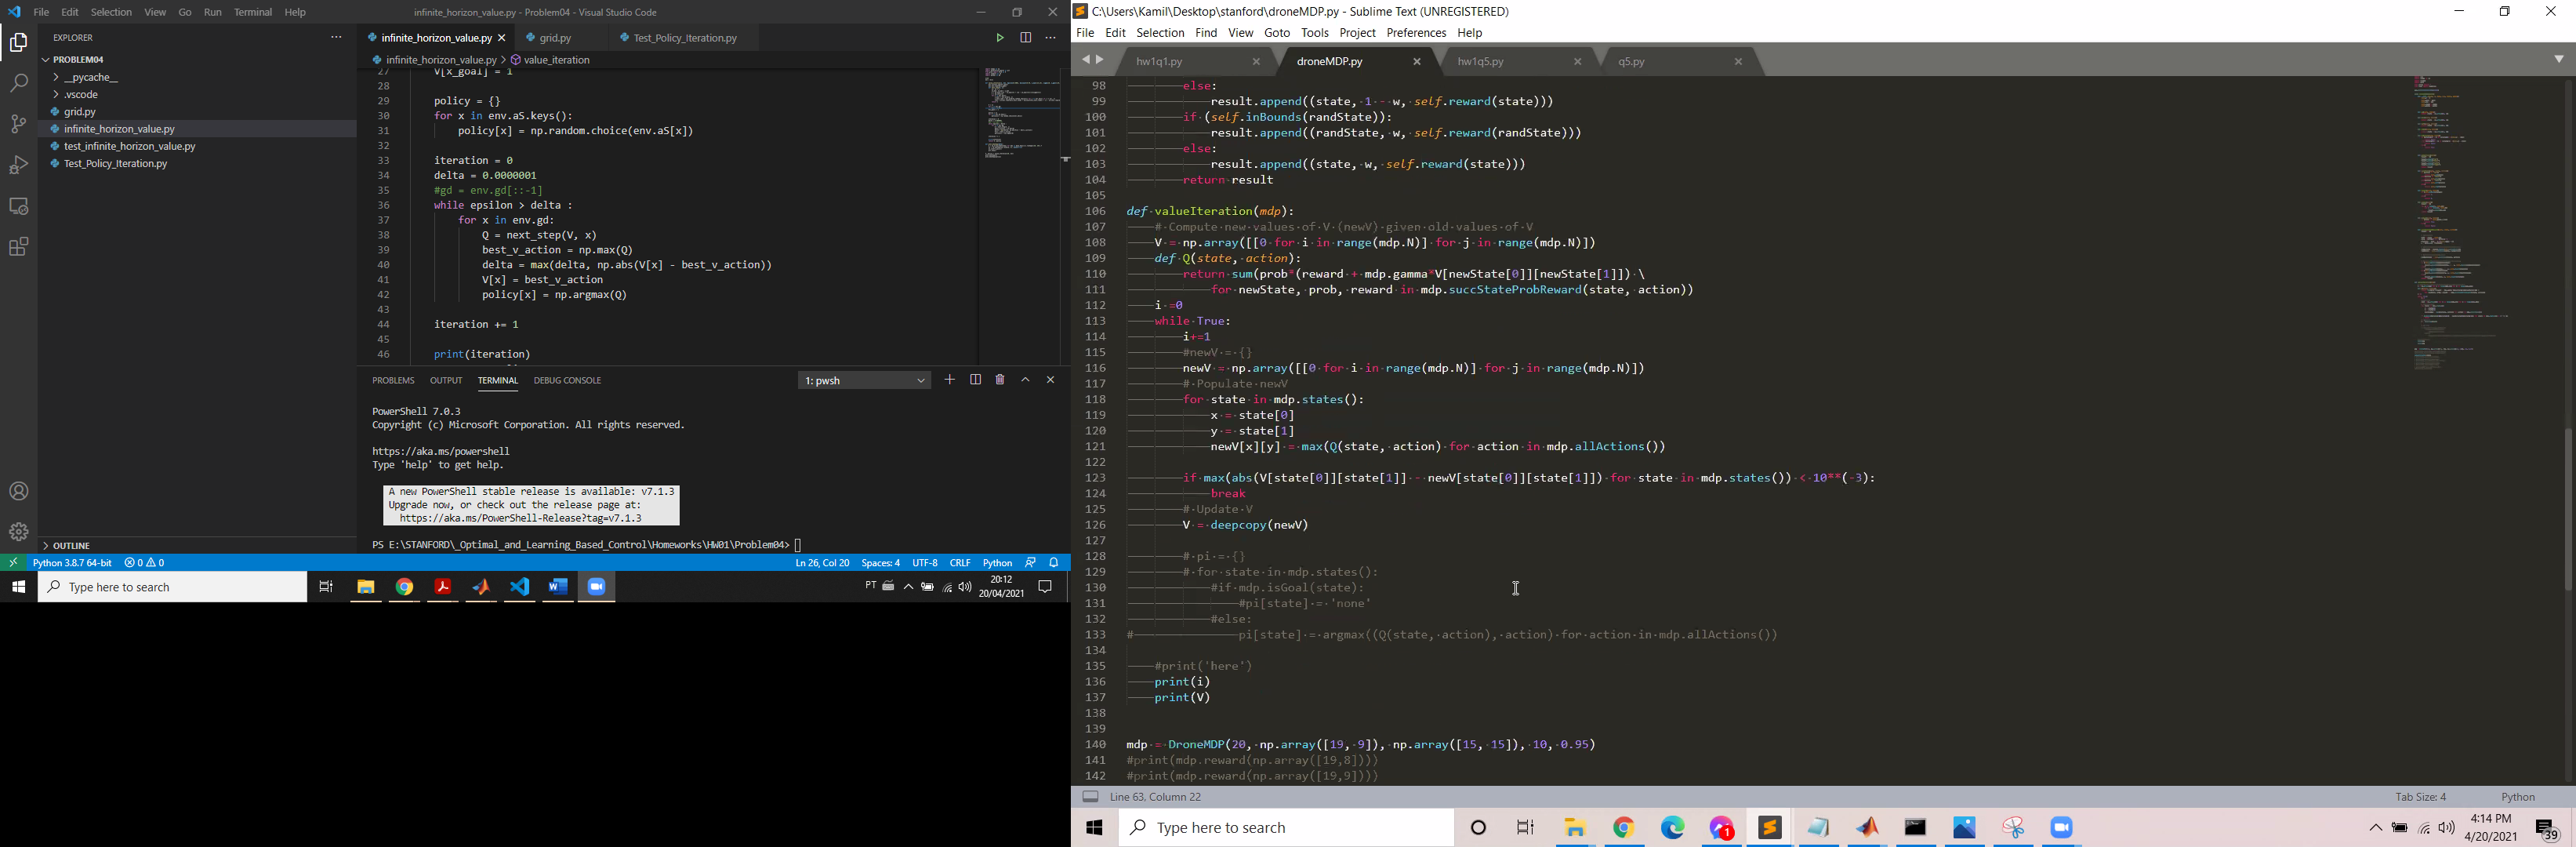 File Edit Selection View Go Run Terminal Help
infinite_horizon_value.py - Problem04 - Visual Studio Code
EXPLORER
PROBLEM04
__pycache__
.vscode
grid.py
infinite_horizon_value.py
test_infinite_horizon_value.py
Test_Policy_Iteration.py
OUTLINE
infinite_horizon_value.py
grid.py
Test_Policy_Iteration.py
infinite_horizon_value.py > value_iteration
27 V[x_goal] = 1
28
29 policy = {}
30 for x in env.aS.keys():
31 policy[x] = np.random.choice(env.aS[x])
32
33 iteration = 0
34 delta = 0.0000001
35 #gd = env.gd[::-1]
36 while epsilon > delta :
37 for x in env.gd:
38 Q = next_step(V, x)
39 best_v_action = np.max(Q)
40 delta = max(delta, np.abs(V[x] - best_v_action))
41 V[x] = best_v_action
42 policy[x] = np.argmax(Q)
43
44 iteration += 1
45
46 print(iteration)
PROBLEMS OUTPUT TERMINAL DEBUG CONSOLE
1: pwsh
PowerShell 7.0.3
Copyright (c) Microsoft Corporation. All rights reserved.
https://aka.ms/powershell
Type 'help' to get help.
A new PowerShell stable release is available: v7.1.3
Upgrade now, or check out the release page at:
https://aka.ms/PowerShell-Release?tag=v7.1.3
PS E:\STANFORD\_Optimal_and_Learning_Based_Control\Homeworks\HW01\Problem04>
Python 3.8.7 64-bit 0 0
Ln 26, Col 20 Spaces: 4 UTF-8 CRLF Python
Type here to search
PT
20:12
20/04/2021
C:\Users\Kamil\Desktop\stanford\droneMDP.py - Sublime Text (UNREGISTERED)
File Edit Selection Find View Goto Tools Project Preferences Help
hw1q1.py
droneMDP.py
hw1q5.py
q5.py
98 else:
99 result.append((state, 1 - w, self.reward(state)))
100 if (self.inBounds(randState)):
101 result.append((randState, w, self.reward(randState)))
102 else:
103 result.append((state, w, self.reward(state)))
104 return result
105
106 def valueIteration(mdp):
107 # Compute new values of V (newV) given old values of V
108 V = np.array([[0 for i in range(mdp.N)] for j in range(mdp.N)])
109 def Q(state, action):
110 return sum(prob*(reward + mdp.gamma*V[newState[0]][newState[1]]) \
111 for newState, prob, reward in mdp.succStateProbReward(state, action))
112 i =0
113 while True:
114 i+=1
115 #newV = {}
116 newV = np.array([[0 for i in range(mdp.N)] for j in range(mdp.N)])
117 # Populate newV
118 for state in mdp.states():
119 x = state[0]
120 y = state[1]
121 newV[x][y] = max(Q(state, action) for action in mdp.allActions())
122
123 if max(abs(V[state[0]][state[1]] - newV[state[0]][state[1]]) for state in mdp.states()) < 10**(-3):
124 break
125 # Update V
126 V = deepcopy(newV)
127
128 # pi = {}
129 # for state in mdp.states():
130 #if mdp.isGoal(state):
131 #pi[state] = 'none'
132 #else:
133 # pi[state] = argmax((Q(state, action), action) for action in mdp.allActions())
134
135 #print('here')
136 print(i)
137 print(V)
138
139
140 mdp = DroneMDP(20, np.array([19, 9]), np.array([15, 15]), 10, 0.95)
141 #print(mdp.reward(np.array([19,8])))
142 #print(mdp.reward(np.array([19,9])))
Line 63, Column 22
Tab Size: 4 Python
Type here to search
1
4:14 PM
4/20/2021
39